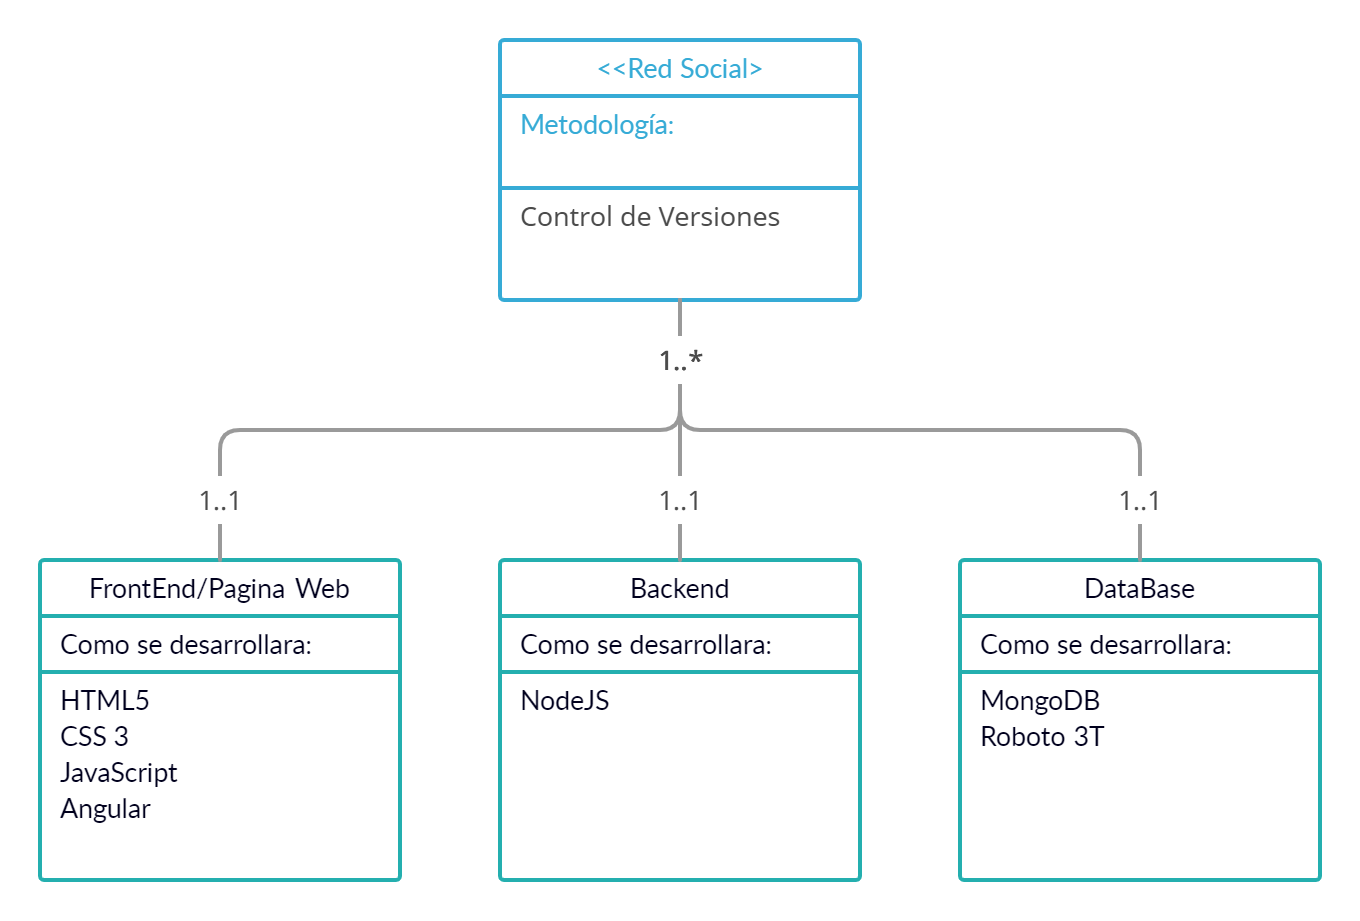 <<Red Social>
Metodología:
Control de Versiones
1..*
1..1
1..1
1..1
FrontEnd/Pagina Web
Como se desarrollara:
HTML5
CSS 3
JavaScript
Angular
Backend
Como se desarrollara:
NodeJS
DataBase
Como se desarrollara:
MongoDB
Roboto 3T